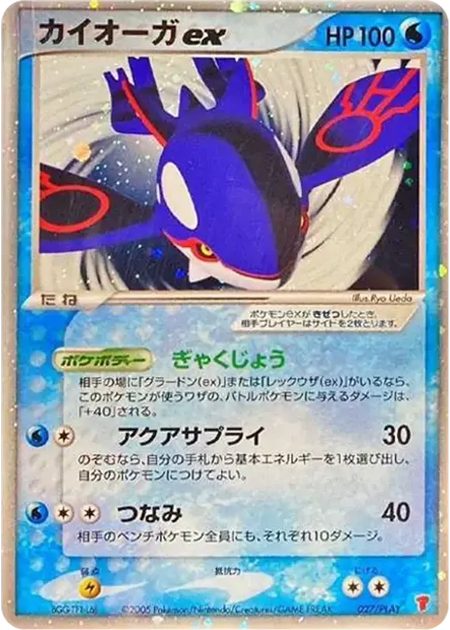 カイオーガex HP100
たね
Illus.Ryo Ueda
ポケモンexがきぜつしたとき、
相手プレイヤーはサイドを2枚とります。
ポケボディー ぎゃくじょう
相手の場に「グラードン(ex)」または「レックウザ(ex)」がいるなら、
このポケモンが使うワザの、バトルポケモンに与えるダメージは、
「+40」される。
アクアサプライ 30
のぞむなら、自分の手札から基本エネルギーを1枚選び出し、
自分のポケモンにつけてよい。
つなみ 40
相手のベンチポケモン全員にも、それぞれ10ダメージ。
弱点 抵抗力 にげる
©2005 Pokémon/Nintendo/Creatures/GAME FREAK
027/PLAY